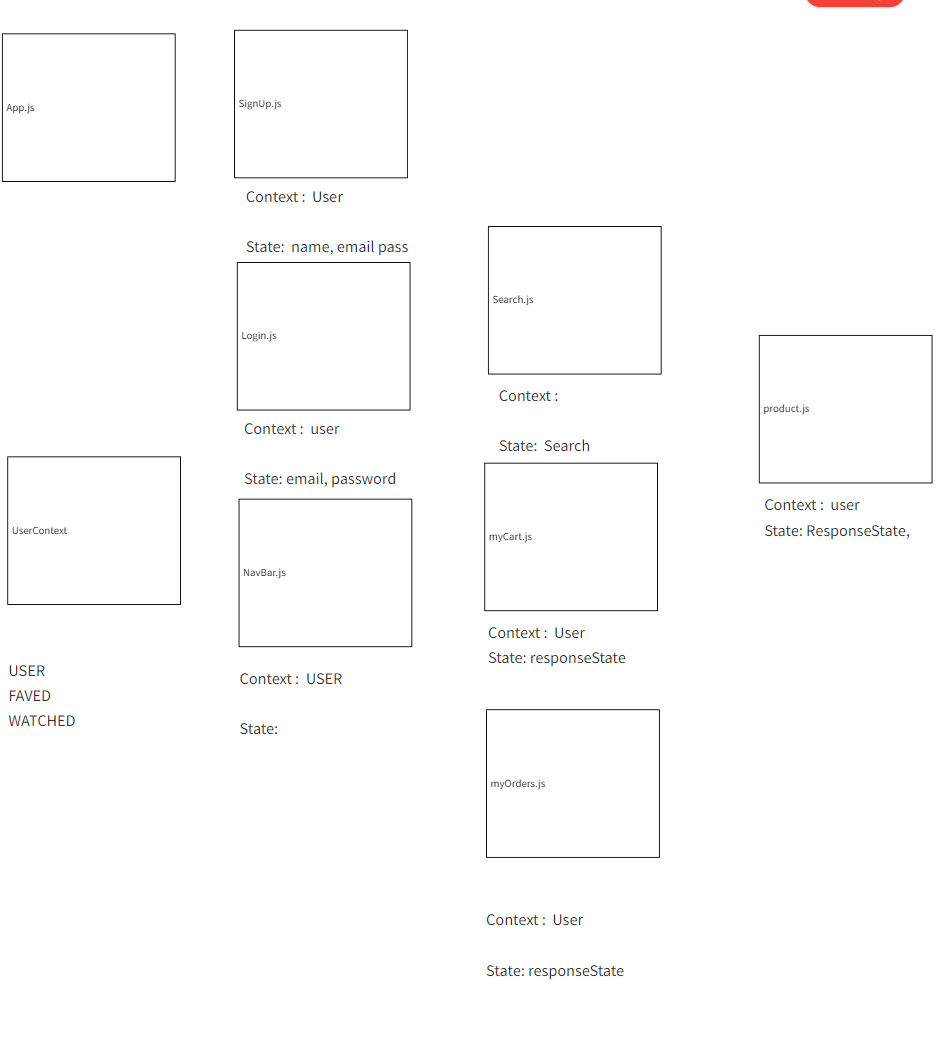 App.js
SignUp.js
Context :  User
State:  name, email pass
Login.js
Context :  user
State: email, password
UserContext
USER
FAVED
WATCHED
NavBar.js
Context :  USER
State:
Search.js
Context :
State:  Search
myCart.js
Context :  User
State: responseState
myOrders.js
Context :  User
State: responseState
product.js
Context :  user
State: ResponseState,